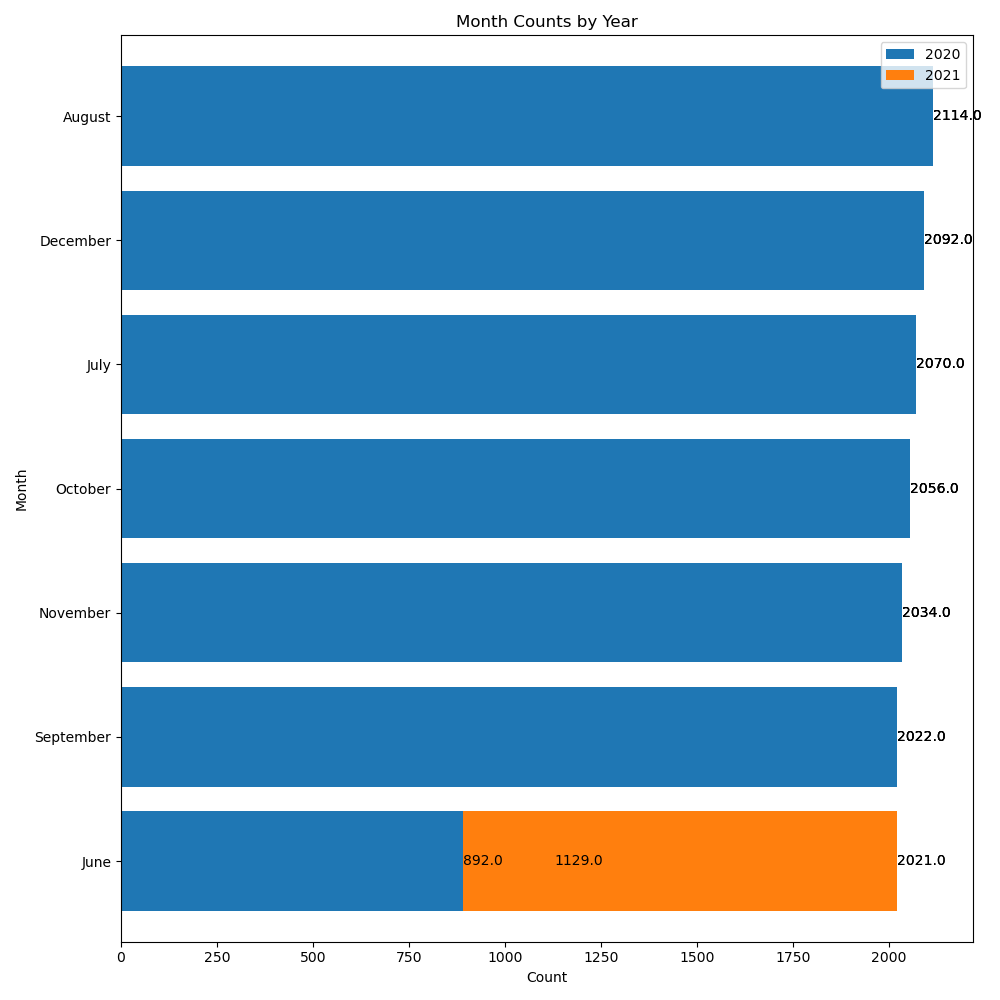 Month Counts by Year
2020
2021
August
2114.0
December
2092.0
July
2070.0
October
2056.0
November
2034.0
September
2022.0
June
892.0
1129.0
2021.0
0
250
500
750
1000
1250
1500
1750
2000
Count
Month